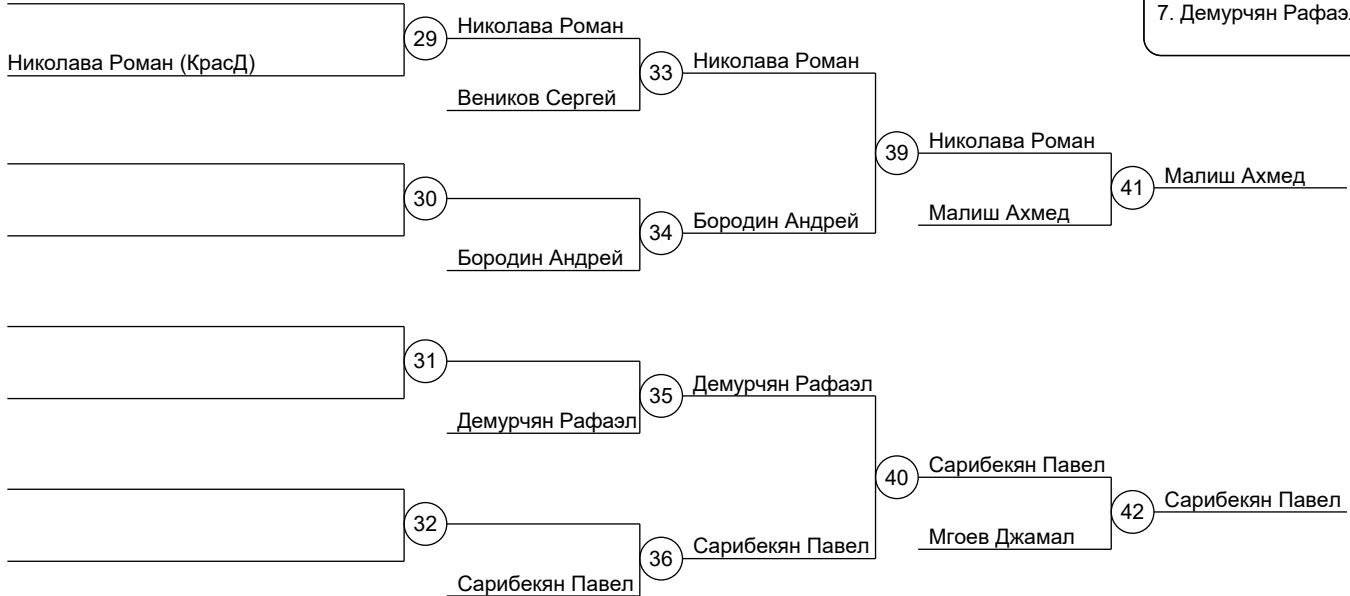 7. Демурчян Рафаэл
29
Николава Роман
Николава Роман (КрасД)
33
Николава Роман
Веников Сергей
39
Николава Роман
41
Малиш Ахмед
30
Малиш Ахмед
34
Бородин Андрей
Бородин Андрей
31
35
Демурчян Рафаэл
Демурчян Рафаэл
40
Сарибекян Павел
42
Сарибекян Павел
32
Мгоев Джамал
36
Сарибекян Павел
Сарибекян Павел